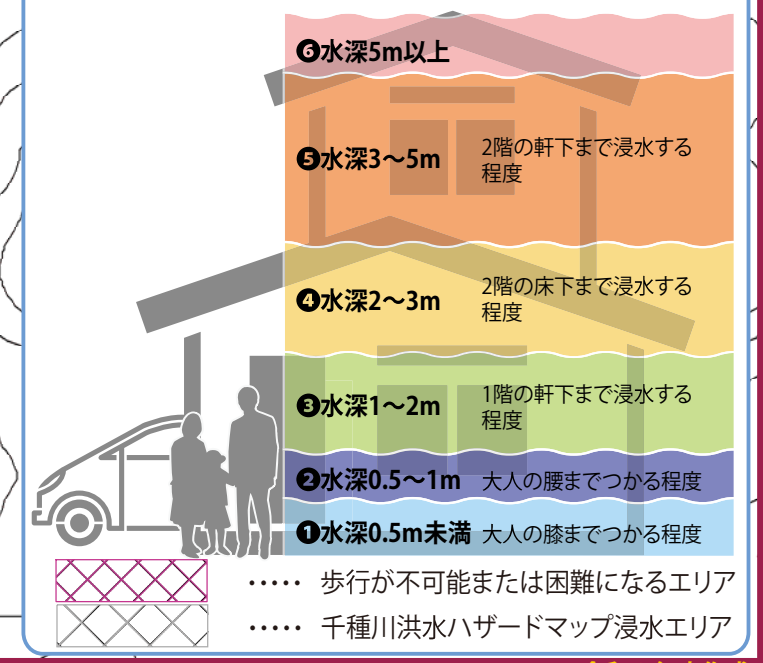 ❻水深5m以上
❺水深3〜5m
2階の軒下まで浸水する
程度
❹水深2〜3m
2階の床下まで浸水する
程度
❸水深1〜2m
1階の軒下まで浸水する
程度
❷水深0.5〜1m 大人の腰までつかる程度
❶水深0.5m未満 大人の膝までつかる程度
‥‥‥ 歩行が不可能または困難になるエリア
‥‥‥ 千種川洪水ハザードマップ浸水エリア